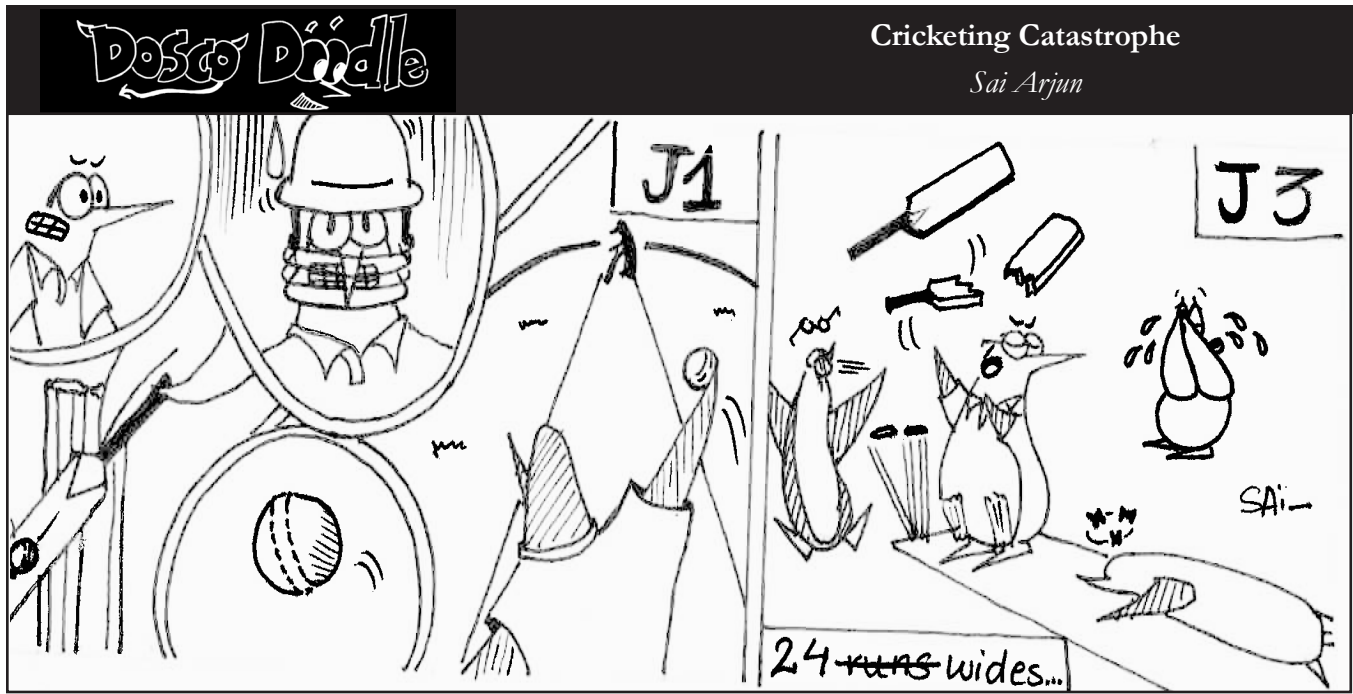 Dosco Doodle
Cricketing Catastrophe
Sai Arjun
J1
J3
SAi
24 runs wides...